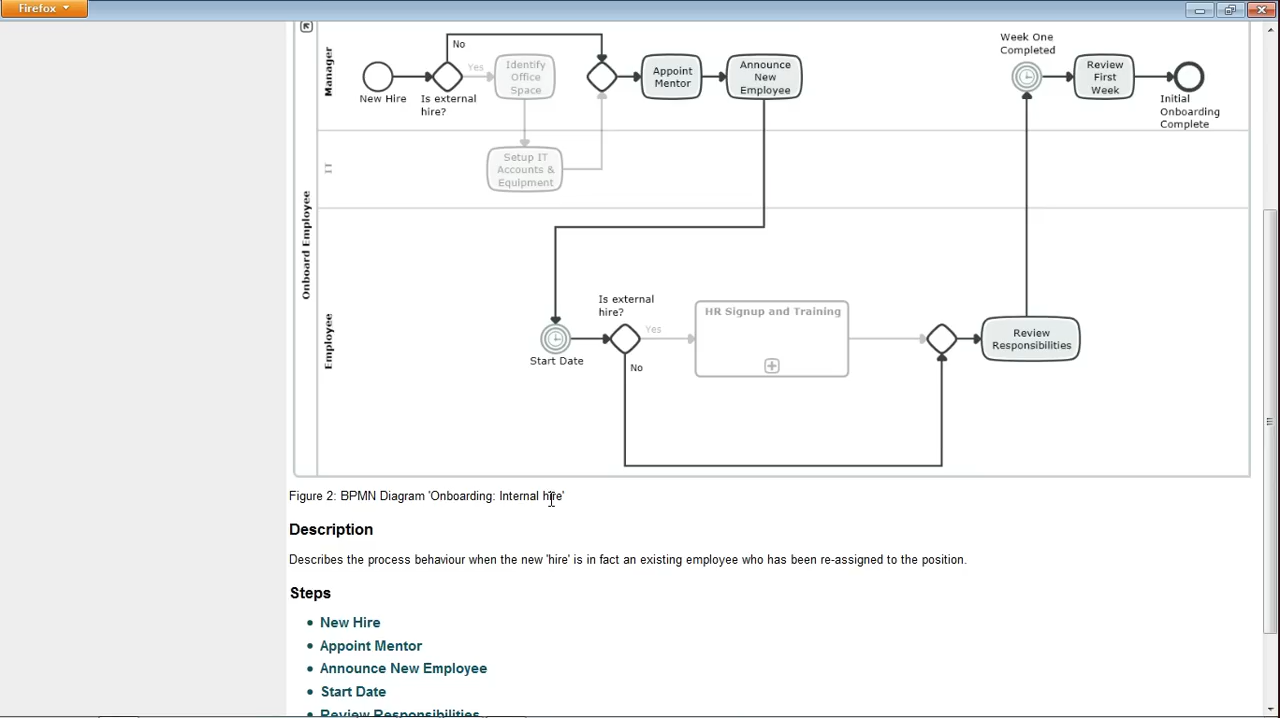 Firefox
Onboard Employee
Manager
New Hire
Is external
hire?
No
Yes
Identify
Office
Space
Appoint
Mentor
Announce
New
Employee
Week One
Completed
Review
First
Week
Initial
Onboarding
Complete
IT
Setup IT
Accounts &
Equipment
Employee
Start Date
Is external
hire?
Yes
No
HR Signup and Training
Review
Responsibilities
Figure 2: BPMN Diagram 'Onboarding: Internal hire'
Description
Describes the process behaviour when the new 'hire' is in fact an existing employee who has been re-assigned to the position.
Steps
• New Hire
• Appoint Mentor
• Announce New Employee
• Start Date
• Review Responsibilities